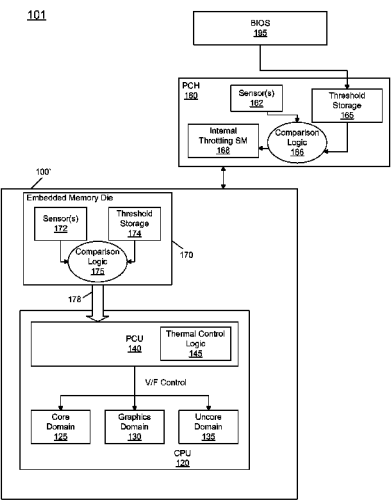 101
BIOS
195
PCH
160
Sensor(s)
162
Threshold
Storage
165
Internal
Throttling SM
168
Comparison
Logic
166
100'
Embedded Memory Die
Sensor(s)
172
Threshold
Storage
174
Comparison
Logic
175
170
178
PCU
140
Thermal Control
Logic
145
V/F Control
Core
Domain
125
Graphics
Domain
130
Uncore
Domain
135
CPU
120